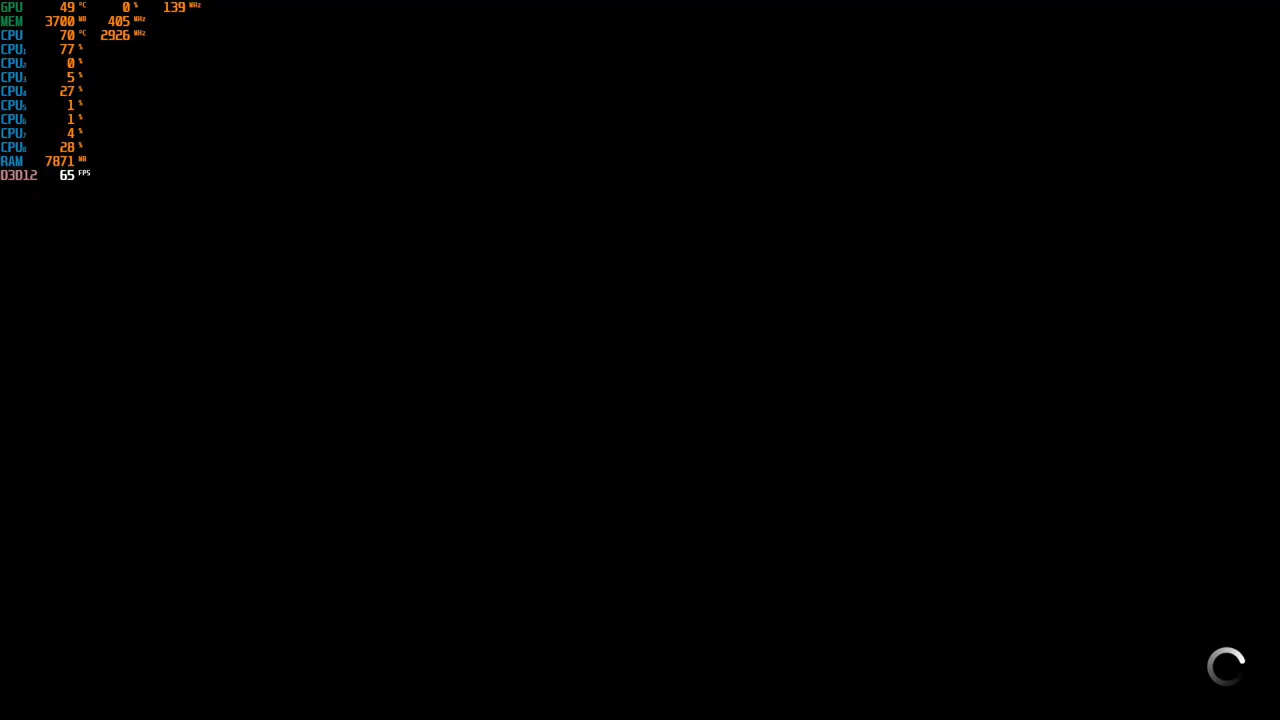 GPU 49 °C 0 % 139 MHz
MEM 3700 MB 405 MHz
CPU 70 °C 2926 MHz
CPU1 77 %
CPU2 0 %
CPU3 5 %
CPU4 27 %
CPU5 1 %
CPU6 1 %
CPU7 4 %
CPU8 28 %
RAM 7871 MB
D3D12 65 FPS